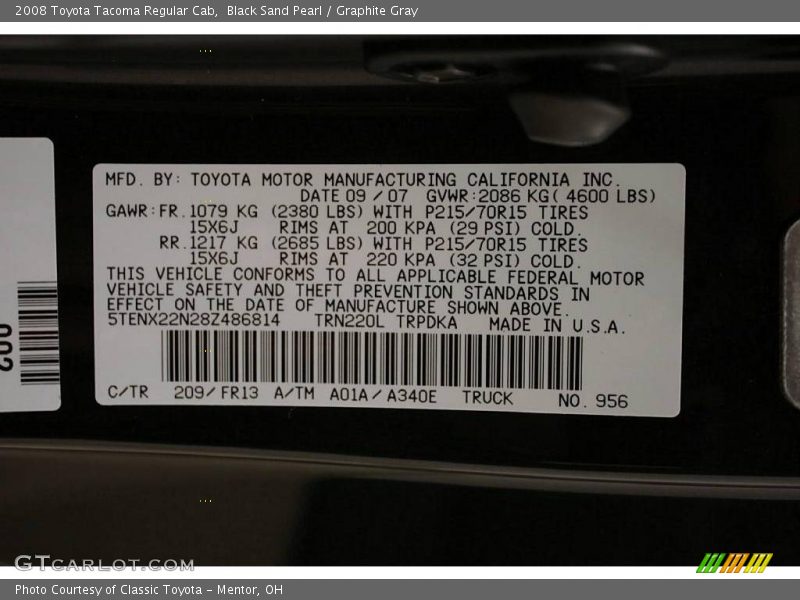 2008 Toyota Tacoma Regular Cab,  Black Sand Pearl / Graphite Gray
MFD. BY: TOYOTA MOTOR MANUFACTURING CALIFORNIA INC.
DATE 09 / 07 GVWR:2086 KG( 4600 LBS)
GAWR:FR.1079 KG (2380 LBS) WITH P215/70R15 TIRES
15X6J RIMS AT 200 KPA (29 PSI) COLD.
RR.1217 KG (2685 LBS) WITH P215/70R15 TIRES
15X6J RIMS AT 220 KPA (32 PSI) COLD.
THIS VEHICLE CONFORMS TO ALL APPLICABLE FEDERAL MOTOR
VEHICLE SAFETY AND THEFT PREVENTION STANDARDS IN
EFFECT ON THE DATE OF MANUFACTURE SHOWN ABOVE.
5TENX22N28Z486814 TRN220L TRPDKA MADE IN U.S.A.
C/TR 209/FR13 A/TM A01A/A340E TRUCK NO. 956
002
GTCARLOT.COM
Photo Courtesy of Classic Toyota - Mentor, OH